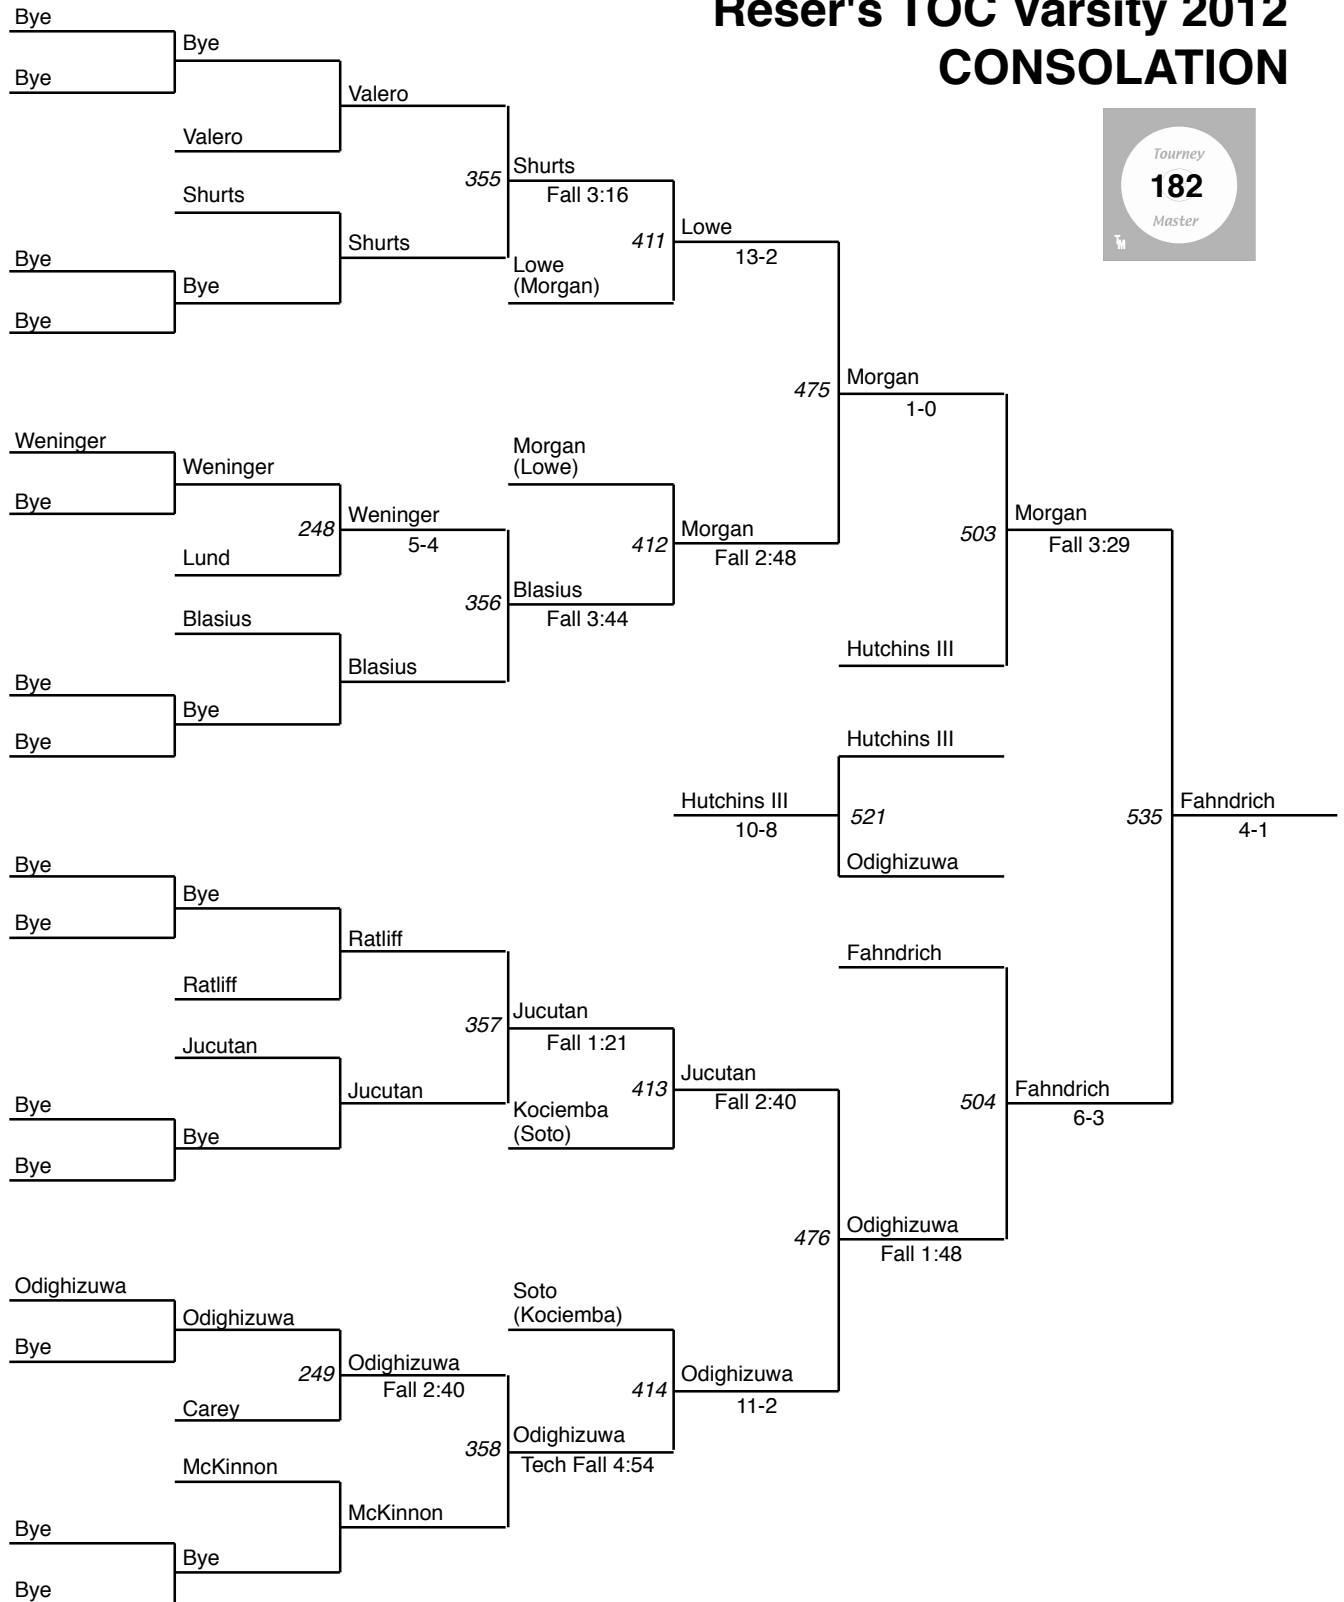 Reser's TOC Varsity 2012
CONSOLATION
Tourney
182
Master
TM
Bye
Bye
Bye
Valero
Valero
355
Shurts
Fall 3:16
Shurts
Shurts
411
Lowe
13-2
Bye
Lowe
(Morgan)
Bye
Bye
475
Morgan
1-0
Weninger
Weninger
Morgan
(Lowe)
Bye
248
Weninger
5-4
412
Morgan
Fall 2:48
503
Morgan
Fall 3:29
Lund
356
Blasius
Fall 3:44
Blasius
Blasius
Hutchins III
Bye
Bye
Bye
Hutchins III
Hutchins III
10-8
521
535
Fahndrich
4-1
Odighizuwa
Bye
Bye
Bye
Ratliff
Fahndrich
Ratliff
357
Jucutan
Fall 1:21
Jucutan
Jucutan
413
Jucutan
Fall 2:40
504
Fahndrich
6-3
Bye
Kociemba
(Soto)
Bye
Bye
476
Odighizuwa
Fall 1:48
Odighizuwa
Odighizuwa
Soto
(Kociemba)
Bye
249
Odighizuwa
Fall 2:40
414
Odighizuwa
11-2
Carey
358
Odighizuwa
Tech Fall 4:54
McKinnon
McKinnon
Bye
Bye
Bye